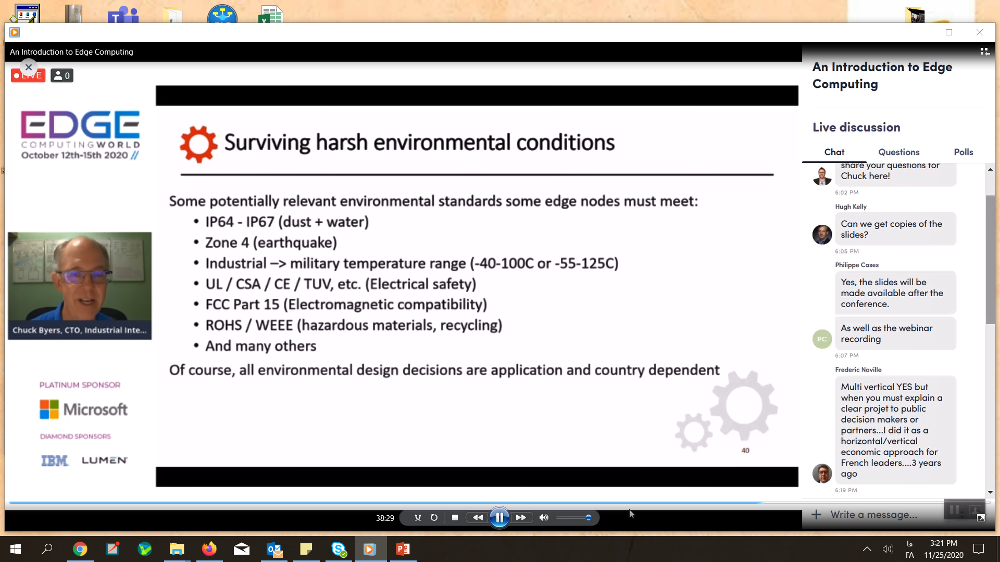 An Introduction to Edge Computing
LIVE
0
EDGE
COMPUTINGWORLD
October 12th-15th 2020 //
Chuck Byers, CTO, Industrial Inte...
PLATINUM SPONSOR
Microsoft
DIAMOND SPONSORS
IBM LUMEN
Surviving harsh environmental conditions
Some potentially relevant environmental standards some edge nodes must meet:
• IP64 - IP67 (dust + water)
• Zone 4 (earthquake)
• Industrial –> military temperature range (-40-100C or -55-125C)
• UL / CSA / CE / TUV, etc. (Electrical safety)
• FCC Part 15 (Electromagnetic compatibility)
• ROHS / WEEE (hazardous materials, recycling)
• And many others
Of course, all environmental design decisions are application and country dependent
40
An Introduction to Edge
Computing
Live discussion
Chat Questions Polls
share your questions for
Chuck here!
6:02 PM
Hugh Kelly
Can we get copies of the
slides?
6:05 PM
Philippe Cases
Yes, the slides will be
made available after the
conference.
As well as the webinar
recording
PC
6:07 PM
Frederic Naville
Multi vertical YES but
when you must explain a
clear projet to public
decision makers or
partners...I did it as a
horizontal/vertical
economic approach for
French leaders....3 years
ago
6:19 PM
+ Write a message...
38:29
فا
FA
3:21 PM
11/25/2020